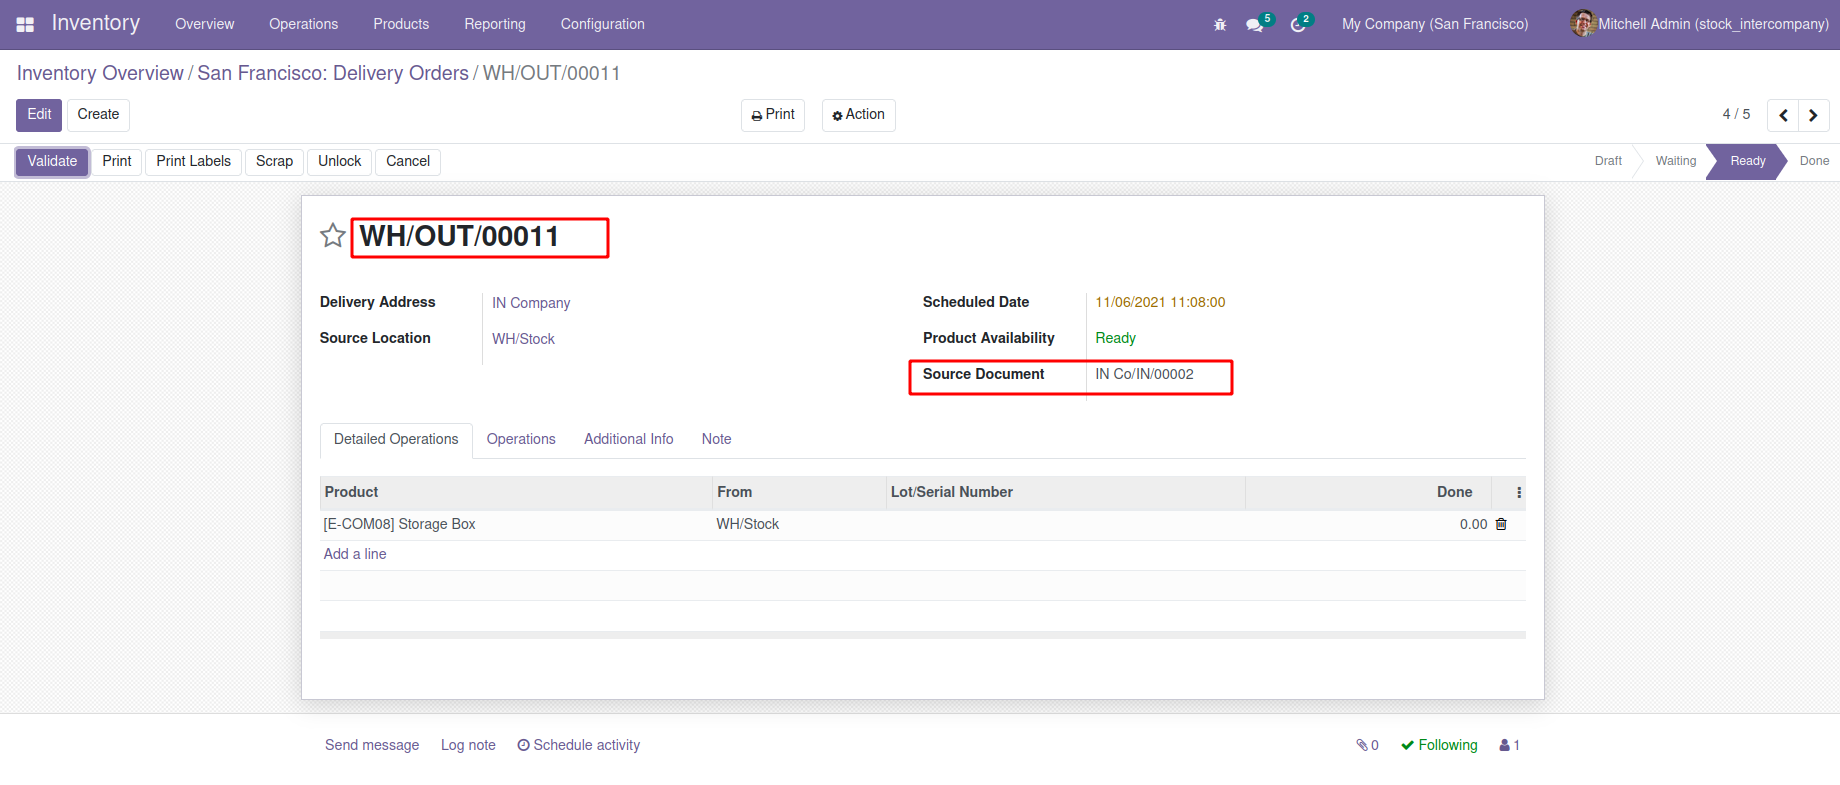 Inventory Overview Operations Products Reporting Configuration 5 2 My Company (San Francisco) Mitchell Admin (stock_intercompany)
Inventory Overview / San Francisco: Delivery Orders / WH/OUT/00011
Edit Create Print Action 4 / 5
Validate Print Print Labels Scrap Unlock Cancel Draft Waiting Ready Done
WH/OUT/00011
Delivery Address IN Company Scheduled Date 11/06/2021 11:08:00
Source Location WH/Stock Product Availability Ready
Source Document IN Co/IN/00002
Detailed Operations Operations Additional Info Note
Product From Lot/Serial Number Done
[E-COM08] Storage Box WH/Stock 0.00
Add a line
Send message Log note Schedule activity 0 Following 1